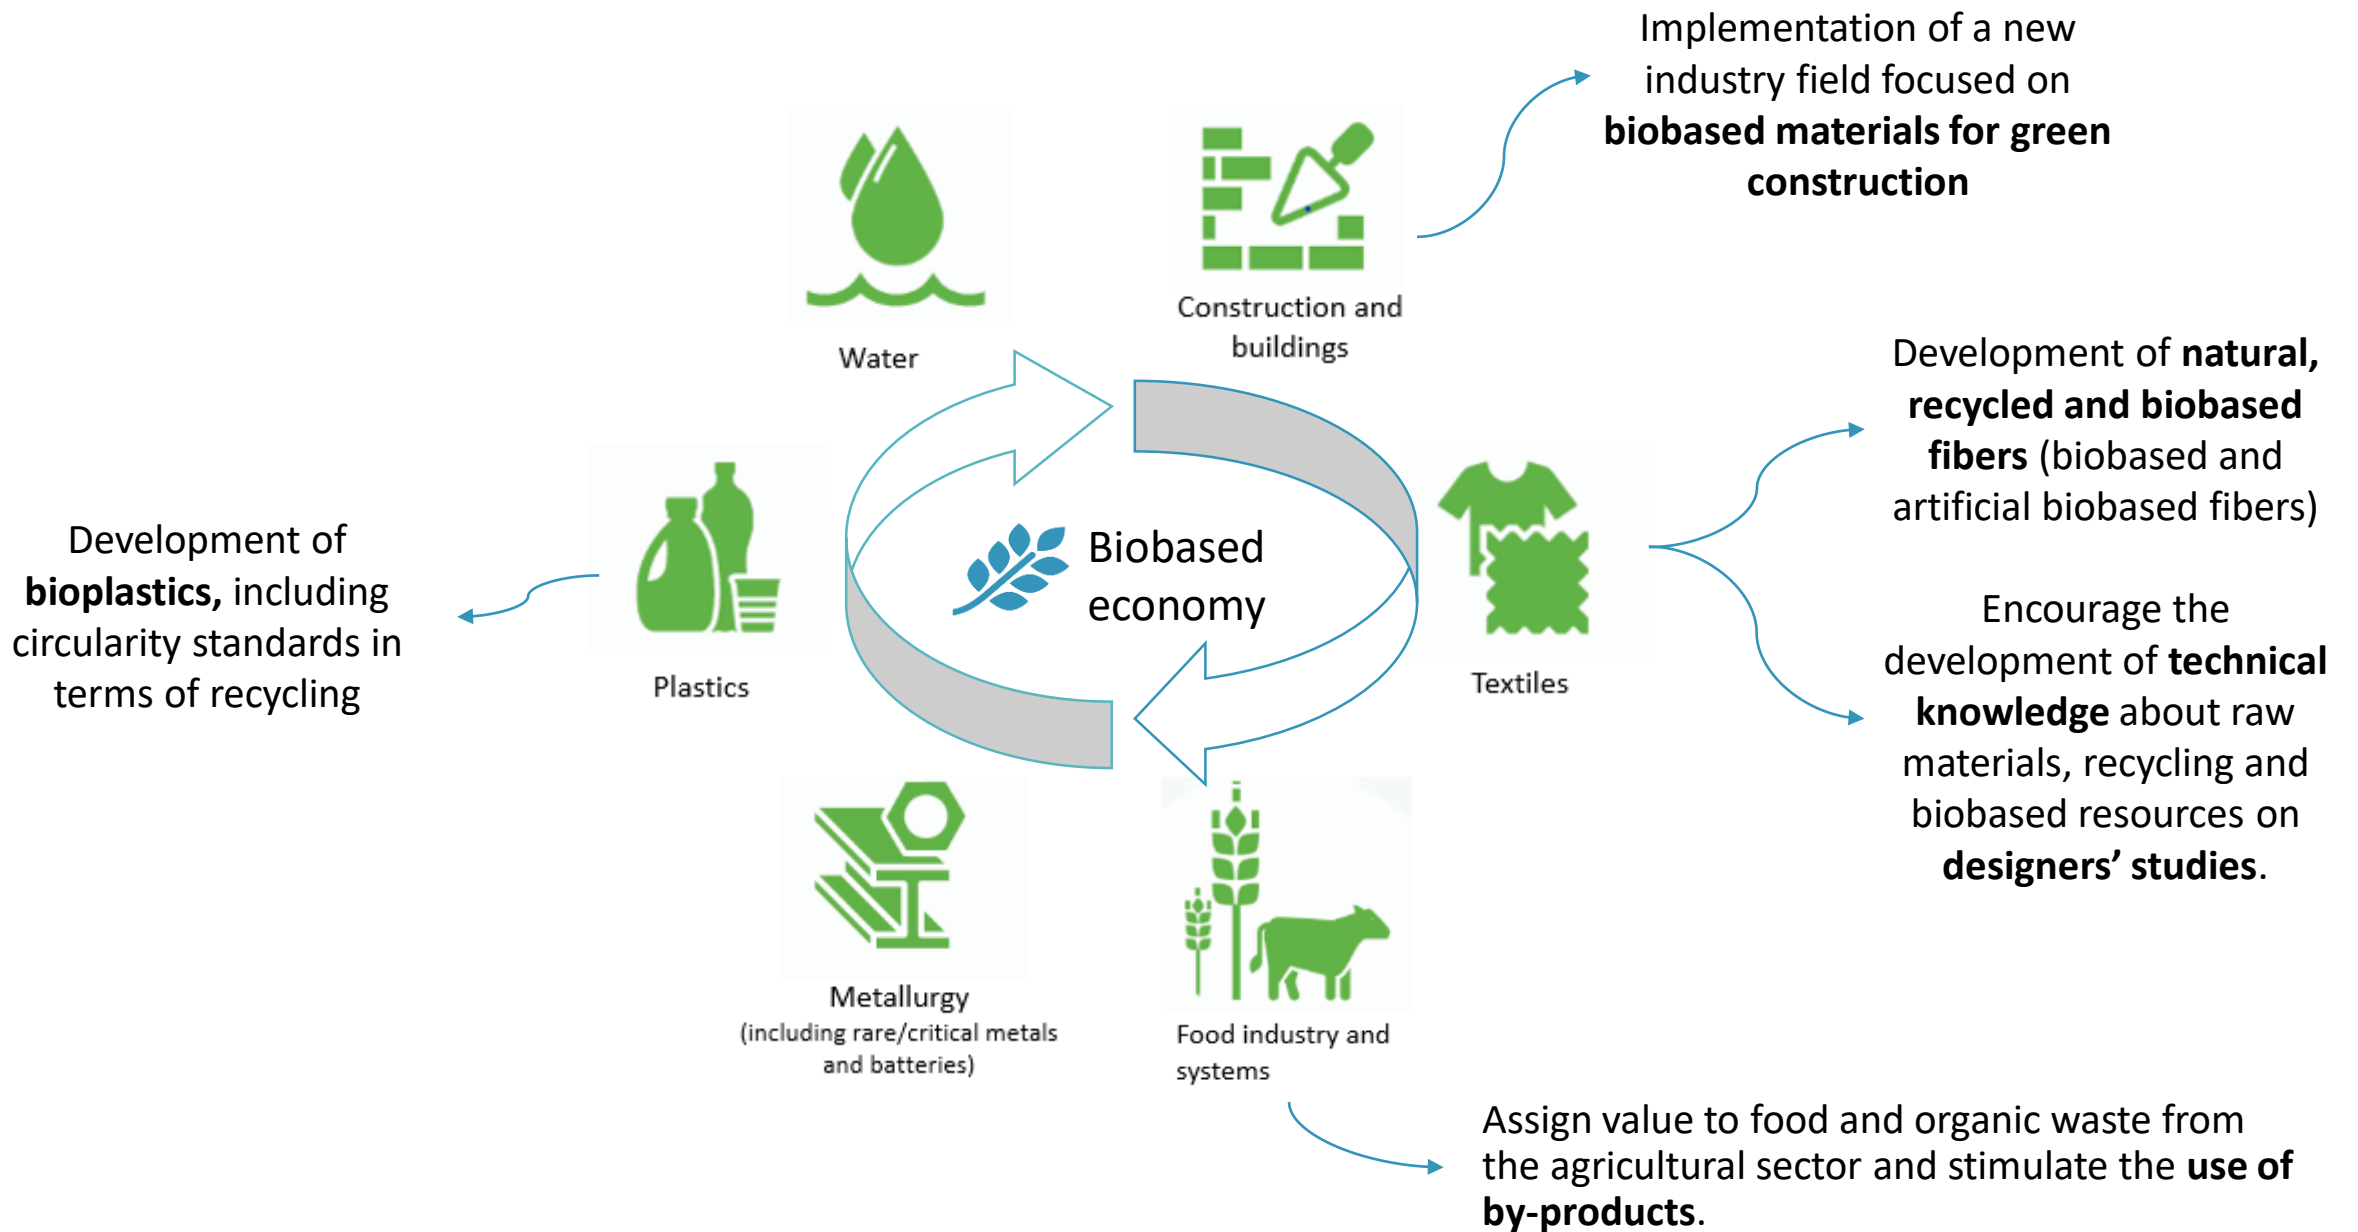 Implementation of a new
industry field focused on
biobased materials for green
construction
Construction and
buildings
Water
Development of natural,
recycled and biobased
fibers (biobased and
artificial biobased fibers)
Biobased
economy
Development of
bioplastics, including
circularity standards in
terms of recycling
Plastics
Textiles
Encourage the
development of technical
knowledge about raw
materials, recycling and
biobased resources on
designers’ studies.
Metallurgy
(including rare/critical metals
and batteries)
Food industry and
systems
Assign value to food and organic waste from
the agricultural sector and stimulate the use of
by-products.